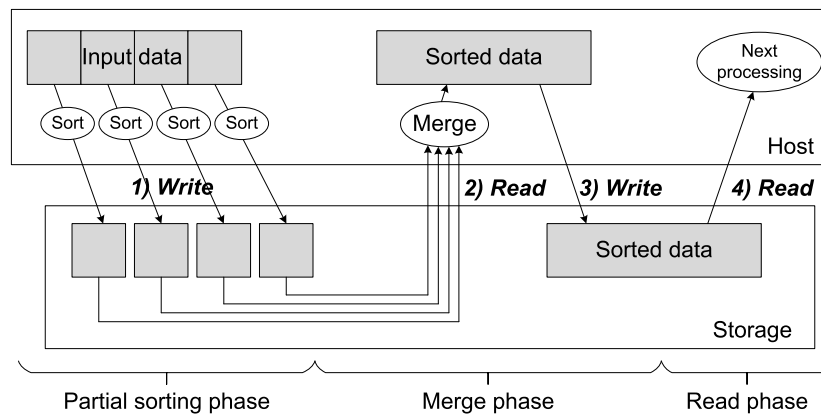 Input data
Sorted data
Next
processing
Sort
Sort
Sort
Sort
Merge
Host
1) Write
2) Read
3) Write
4) Read
Sorted data
Storage
Partial sorting phase
Merge phase
Read phase